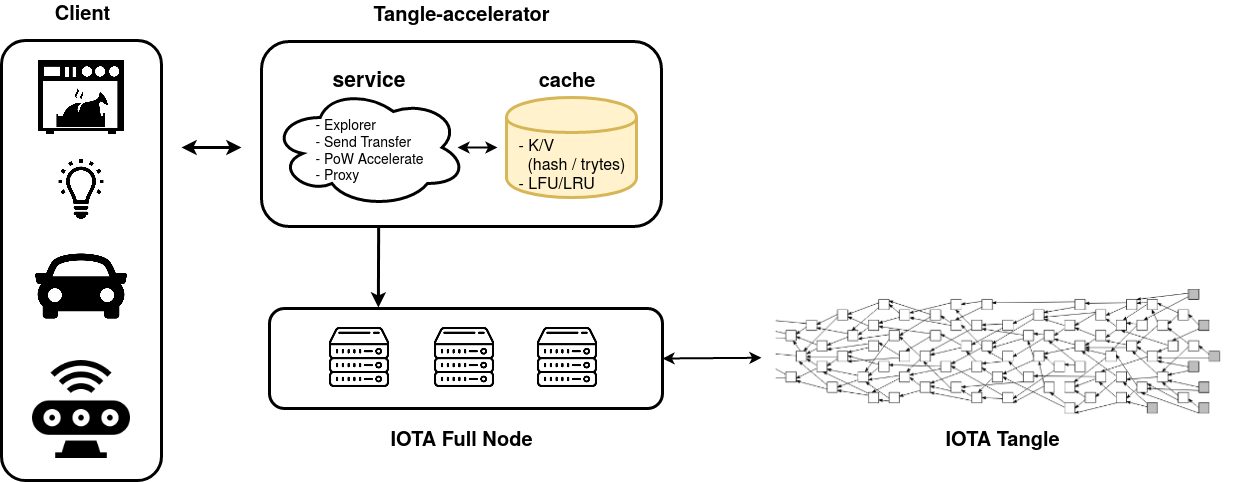 Client
Tangle-accelerator
service
- Explorer
- Send Transfer
- PoW Accelerate
- Proxy
cache
- K/V
(hash / trytes)
- LFU/LRU
IOTA Full Node
IOTA Tangle